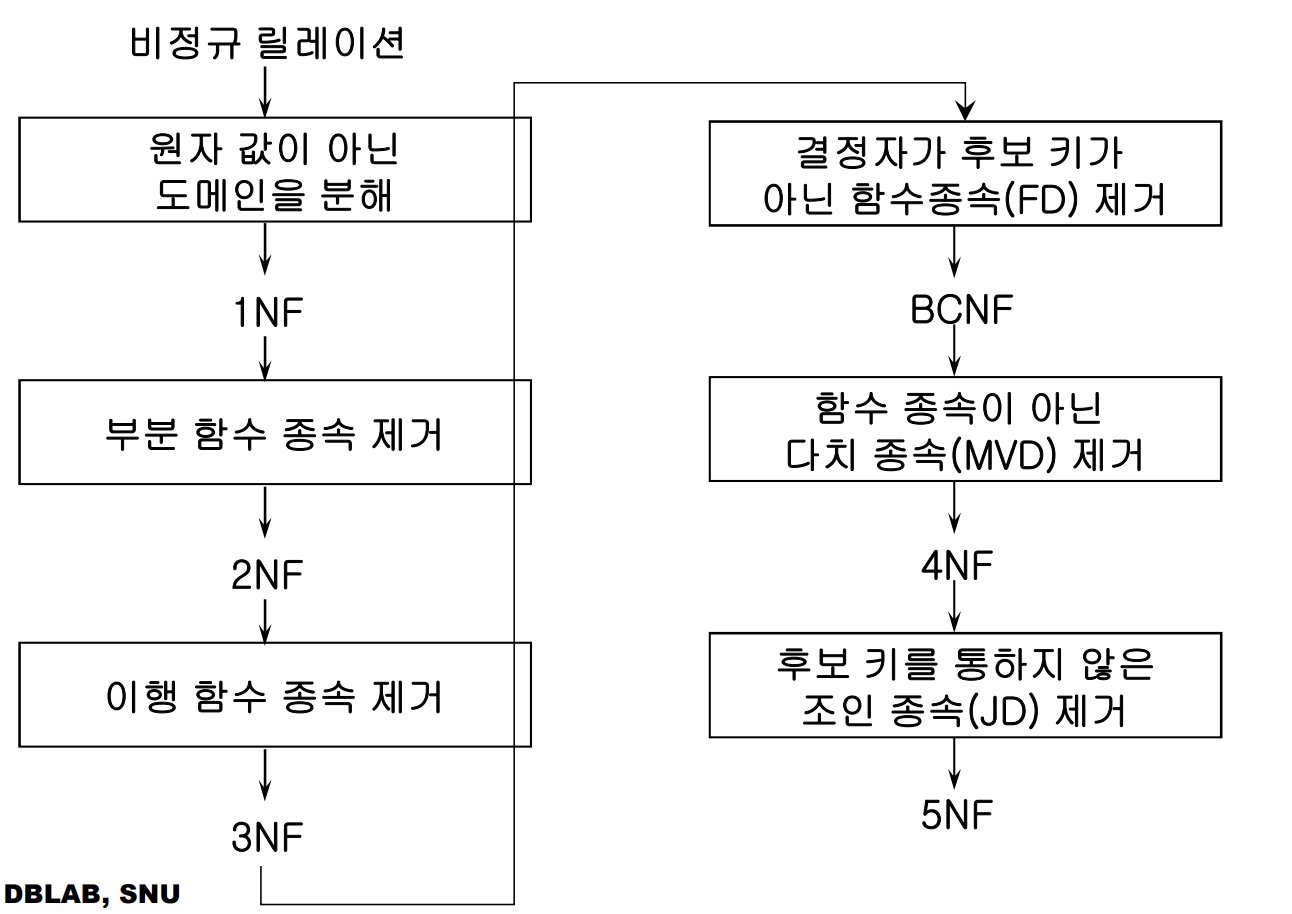 비정규 릴레이션
원자 값이 아닌
도메인을 분해
1NF
부분 함수 종속 제거
2NF
이행 함수 종속 제거
3NF
결정자가 후보 키가
아닌 함수종속(FD) 제거
BCNF
함수 종속이 아닌
다치 종속(MVD) 제거
4NF
후보 키를 통하지 않은
조인 종속(JD) 제거
5NF
DBLAB, SNU